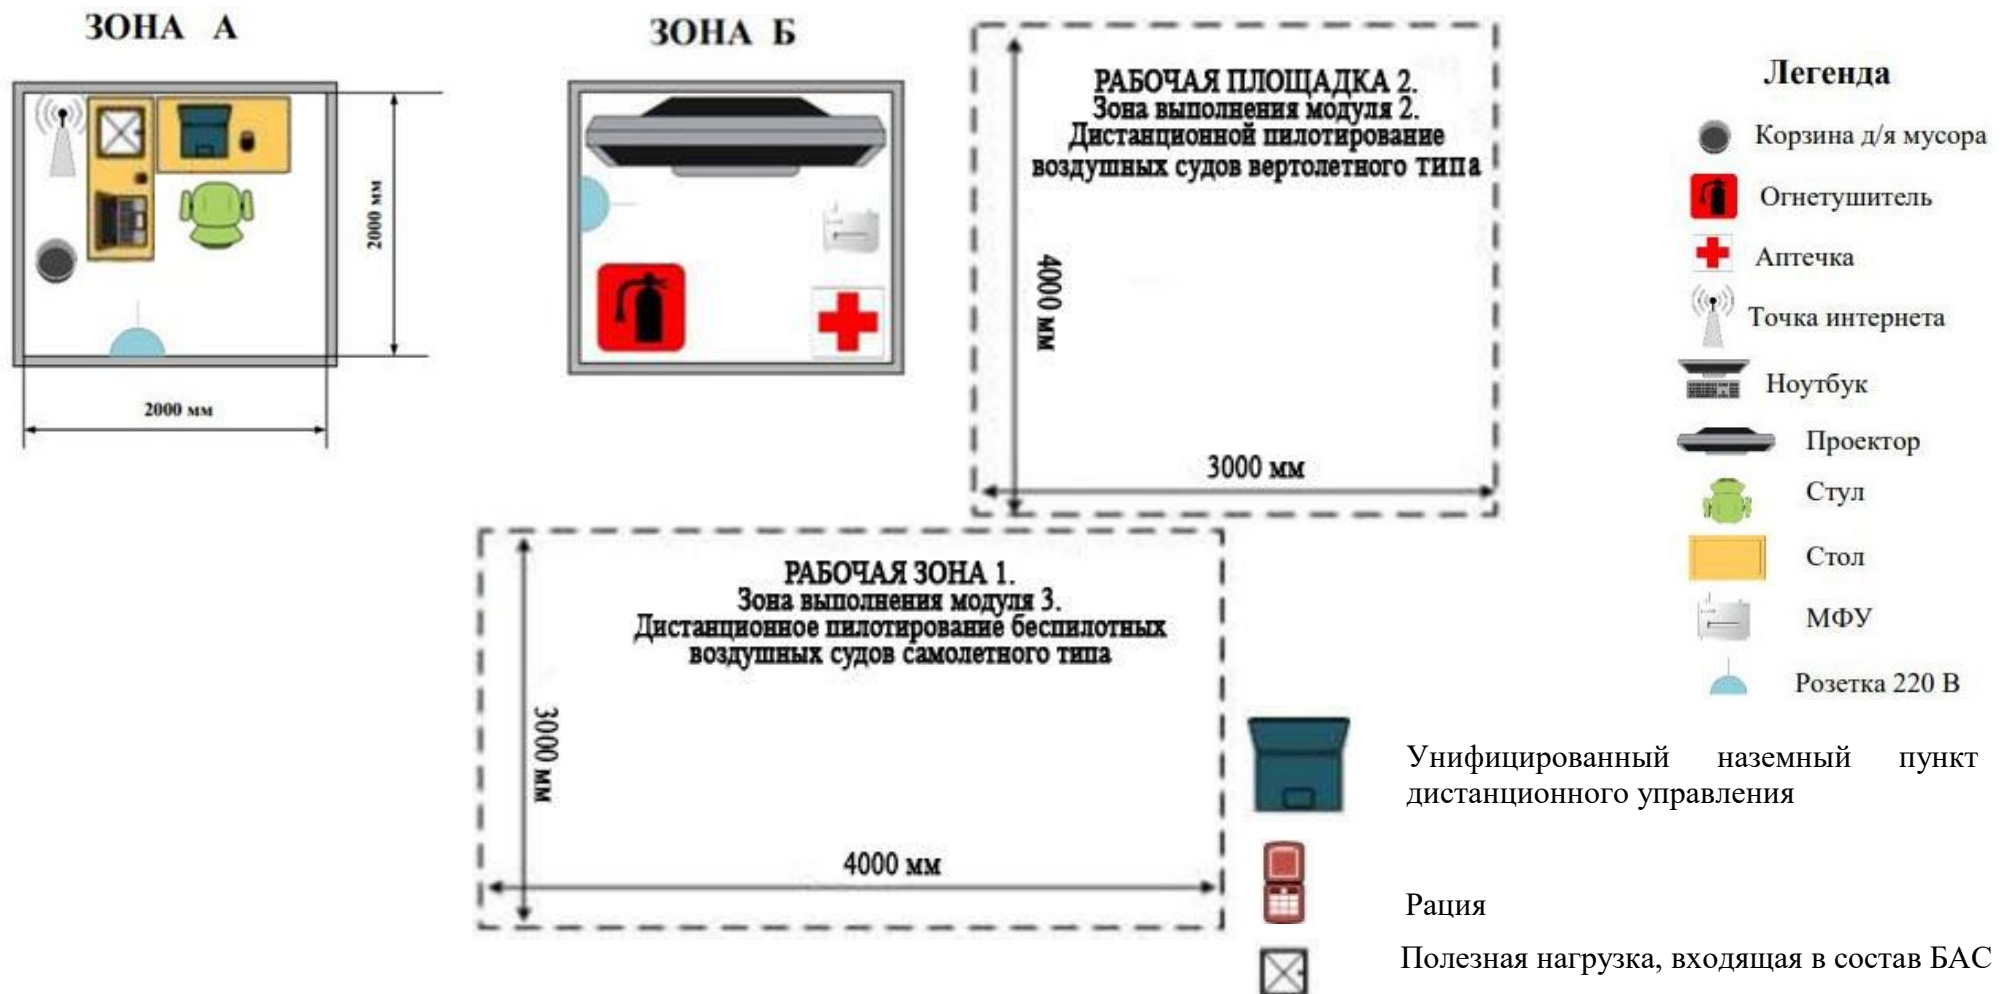 ЗОНА А
2000 мм
2000 мм
ЗОНА Б
РАБОЧАЯ ПЛОЩАДКА 2.
Зона выполнения модуля 2.
Дистанционной пилотирование
воздушных судов вертолетного типа
4000 мм
3000 мм
РАБОЧАЯ ЗОНА 1.
Зона выполнения модуля 3.
Дистанционное пилотирование беспилотных
воздушных судов самолетного типа
3000 мм
4000 мм
Легенда
Корзина д/я мусора
Огнетушитель
Аптечка
Точка интернета
Ноутбук
Проектор
Стул
Стол
МФУ
Розетка 220 В
Унифицированный наземный пункт
дистанционного управления
Рация
Полезная нагрузка, входящая в состав БАС